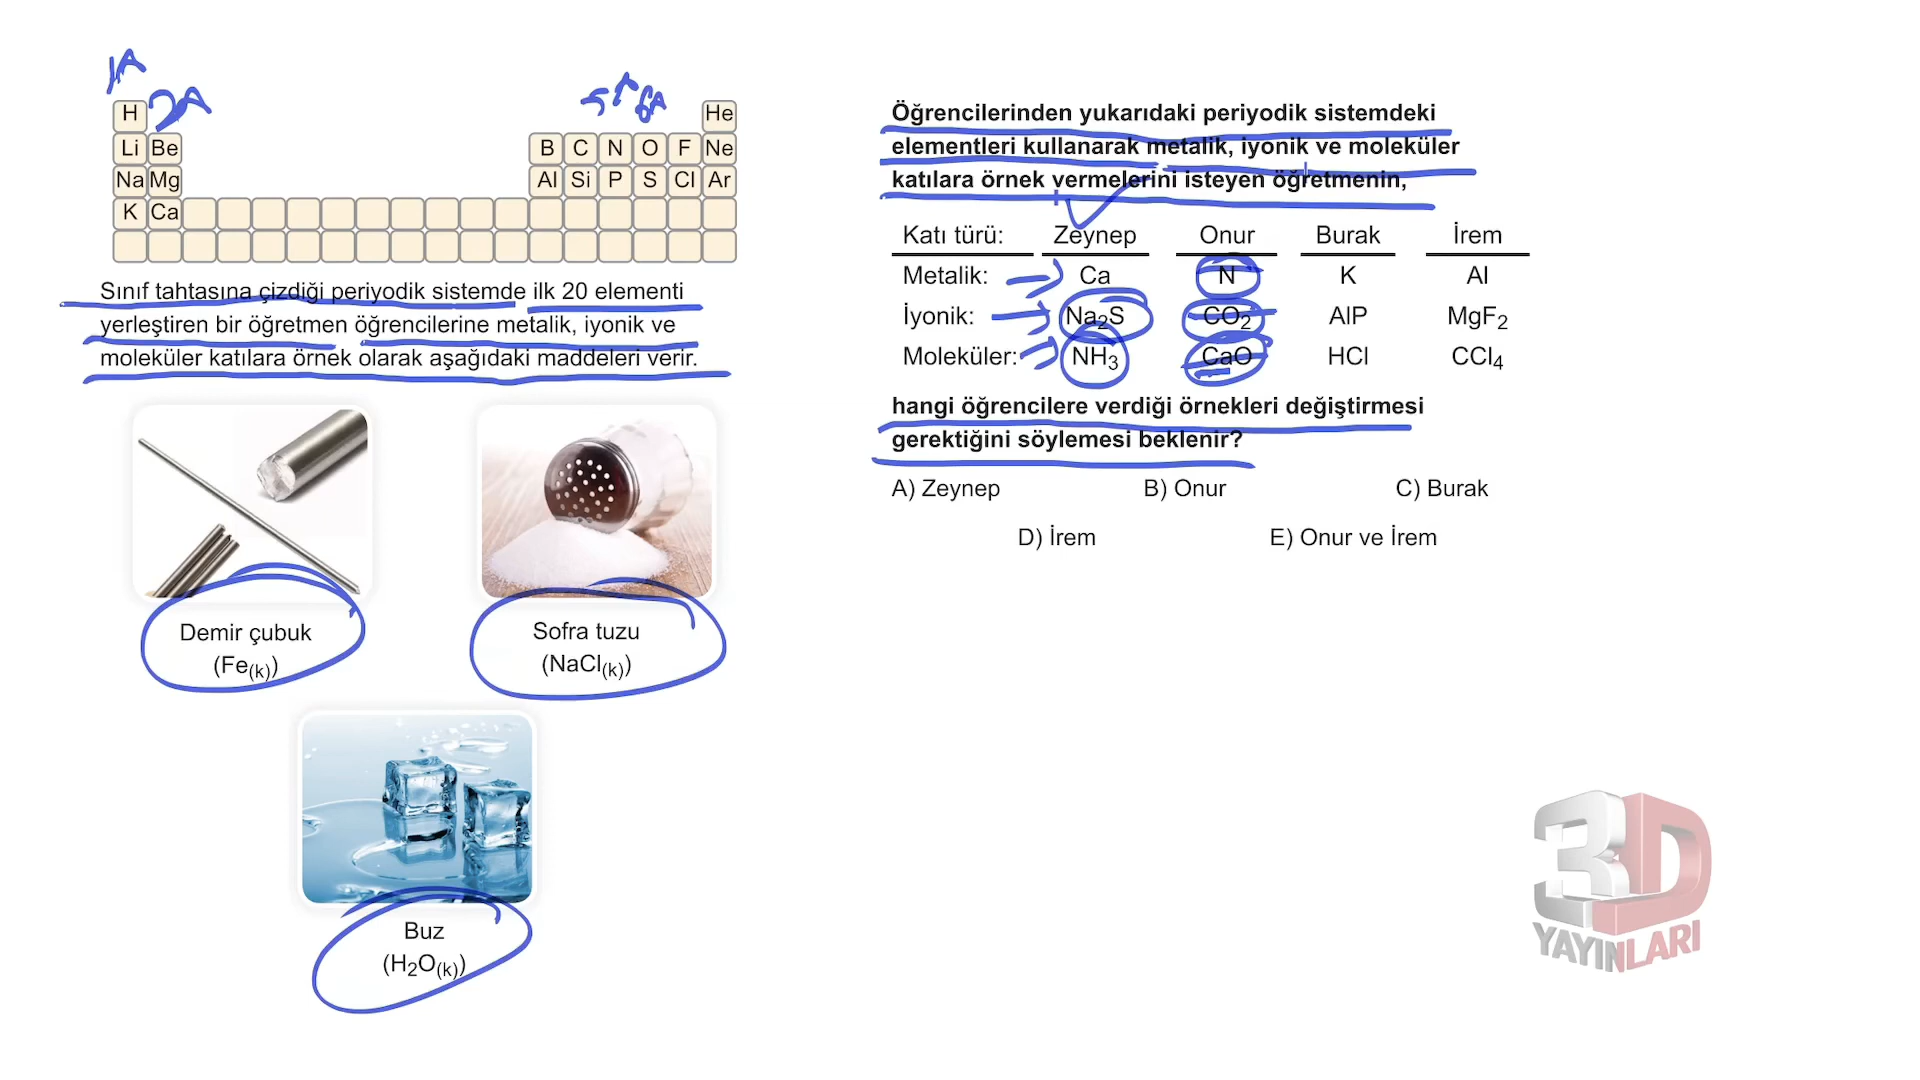 1A
2A
5A 6A
H He
Li Be B C N O F Ne
Na Mg Al Si P S Cl Ar
K Ca
Sınıf tahtasına çizdiği periyodik sistemde ilk 20 elementi
yerleştiren bir öğretmen öğrencilerine metalik, iyonik ve
moleküler katılara örnek olarak aşağıdaki maddeleri verir.
Demir çubuk
(Fe(k))
Sofra tuzu
(NaCl(k))
Buz
(H2O(k))
Öğrencilerinden yukarıdaki periyodik sistemdeki
elementleri kullanarak metalik, iyonik ve moleküler
katılara örnek vermelerini isteyen öğretmenin,
Katı türü: Zeynep Onur Burak İrem
Metalik: Ca N K Al
İyonik: Na2S CO2 AlP MgF2
Moleküler: NH3 CaO HCl CCl4
hangi öğrencilere verdiği örnekleri değiştirmesi
gerektiğini söylemesi beklenir?
A) Zeynep B) Onur C) Burak
D) İrem E) Onur ve İrem
3D
YAYINLARI